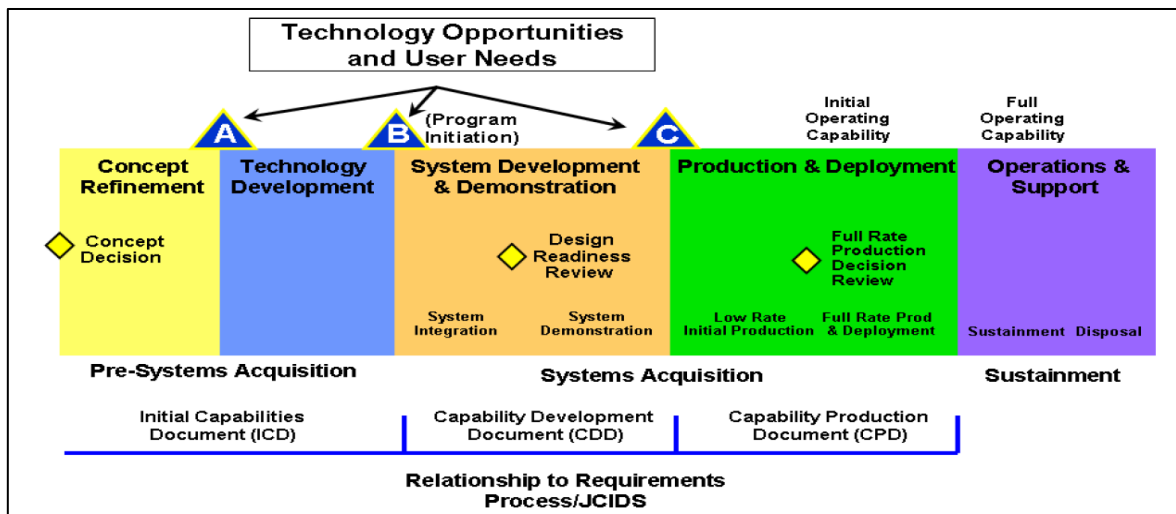 Technology Opportunities
and User Needs
A
B
(Program
Initiation)
C
Initial
Operating
Capability
Full
Operating
Capability
Concept
Refinement
Technology
Development
System Development
& Demonstration
Production & Deployment
Operations &
Support
Concept
Decision
Design
Readiness
Review
Full Rate
Production
Decision
Review
System
Integration
System
Demonstration
Low Rate
Initial Production
Full Rate Prod
& Deployment
Sustainment Disposal
Pre-Systems Acquisition
Systems Acquisition
Sustainment
Initial Capabilities
Document (ICD)
Capability Development
Document (CDD)
Capability Production
Document (CPD)
Relationship to Requirements
Process/JCIDS